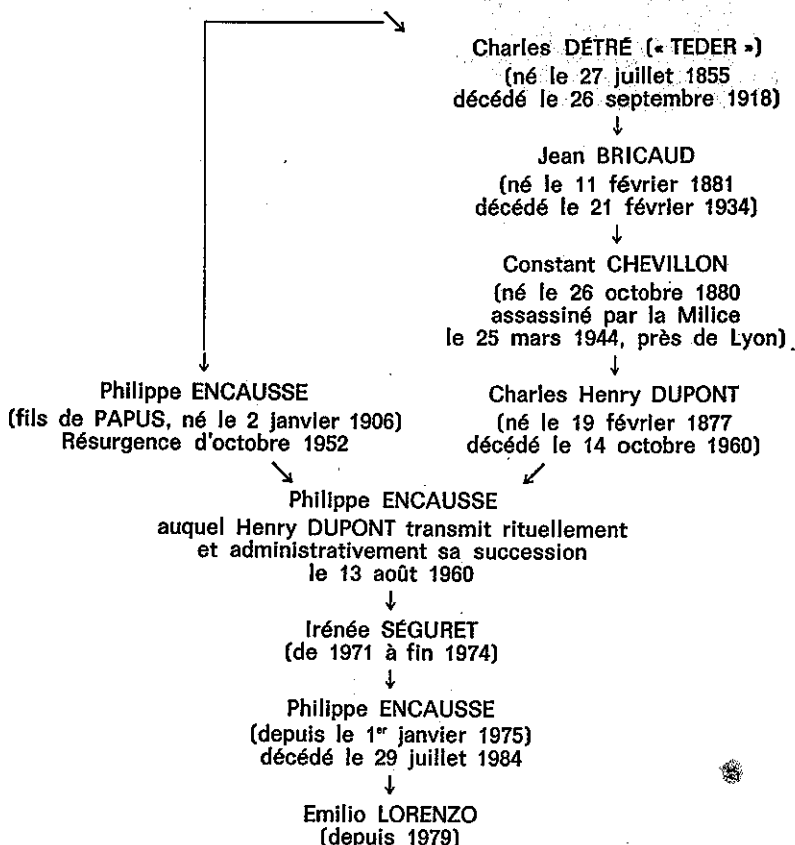 Charles DÉTRÉ (« TEDER »)
(né le 27 juillet 1855
décédé le 26 septembre 1918)
Jean BRICAUD
(né le 11 février 1881
décédé le 21 février 1934)
Constant CHEVILLON
(né le 26 octobre 1880
assassiné par la Milice
le 25 mars 1944, près de Lyon)
Philippe ENCAUSSE
(fils de PAPUS, né le 2 janvier 1906)
Résurgence d'octobre 1952
Charles Henry DUPONT
(né le 19 février 1877
décédé le 14 octobre 1960)
Philippe ENCAUSSE
auquel Henry DUPONT transmit rituellement
et administrativement sa succession
le 13 août 1960
Irénée SÉGURET
(de 1971 à fin 1974)
Philippe ENCAUSSE
(depuis le 1er janvier 1975)
décédé le 29 juillet 1984
Emilio LORENZO
(depuis 1979)